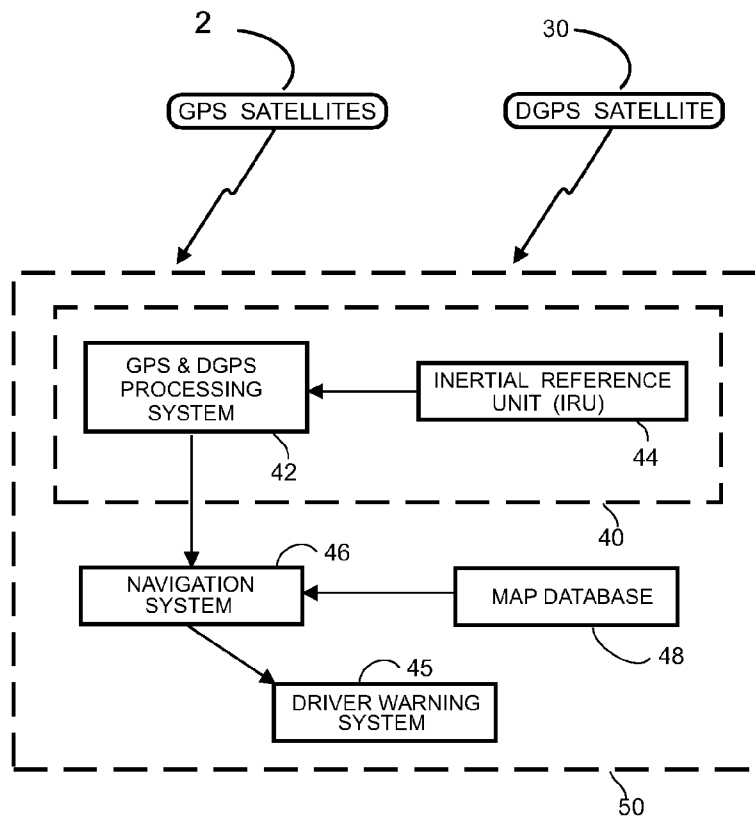 2
30
GPS SATELLITES
DGPS SATELLITE
GPS & DGPS
PROCESSING
SYSTEM
42
INERTIAL REFERENCE
UNIT (IRU)
44
40
46
NAVIGATION
SYSTEM
MAP DATABASE
48
45
DRIVER WARNING
SYSTEM
50